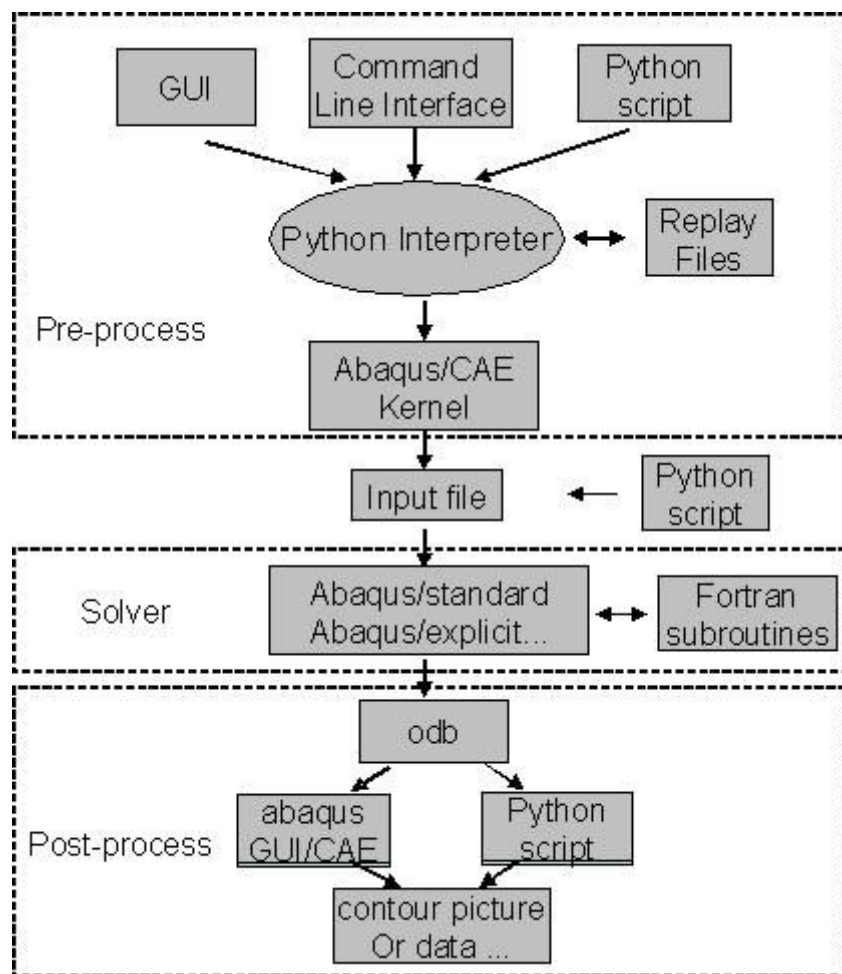 GUI
Command
Line Interface
Python
script
Python Interpreter
Replay
Files
Pre-process
Abaqus/CAE
Kernel
Input file
Python
script
Solver
Abaqus/standard
Abaqus/explicit...
Fortran
subroutines
odb
Post-process
abaqus
GUI/CAE
Python
script
contour picture
Or data ...